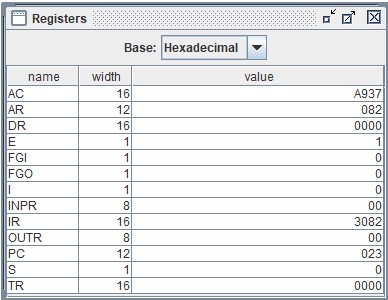 Registers
Base: Hexadecimal
name width value
AC 16 A937
AR 12 082
DR 16 0000
E 1 1
FGI 1 0
FGO 1 0
I 1 0
INPR 8 00
IR 16 3082
OUTR 8 00
PC 12 023
S 1 0
TR 16 0000